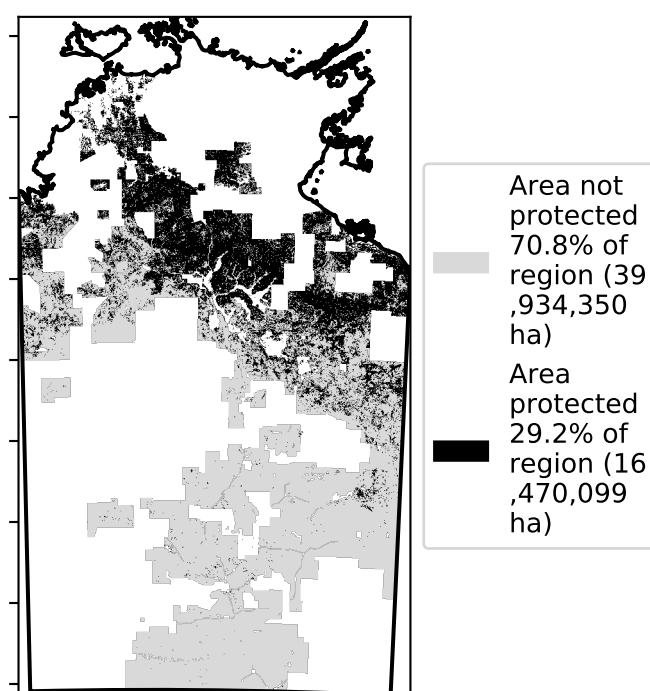 Area not
protected
70.8% of
region (39
,934,350
ha)
Area
protected
29.2% of
region (16
,470,099
ha)